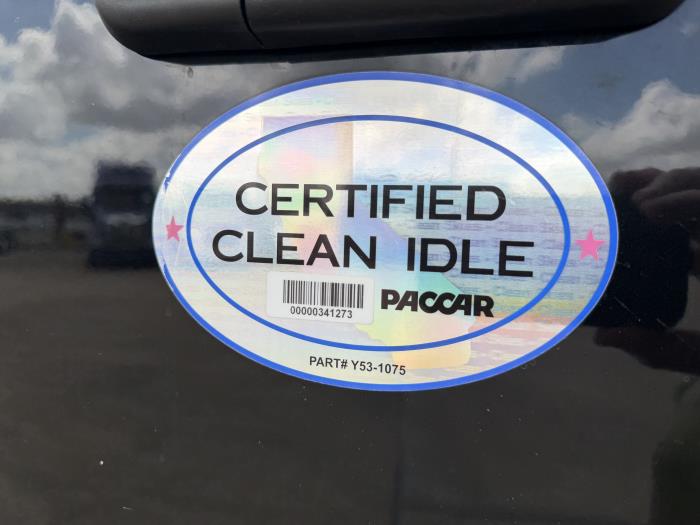 CERTIFIED
CLEAN IDLE
00000341273
PACCAR
PART# Y53-1075